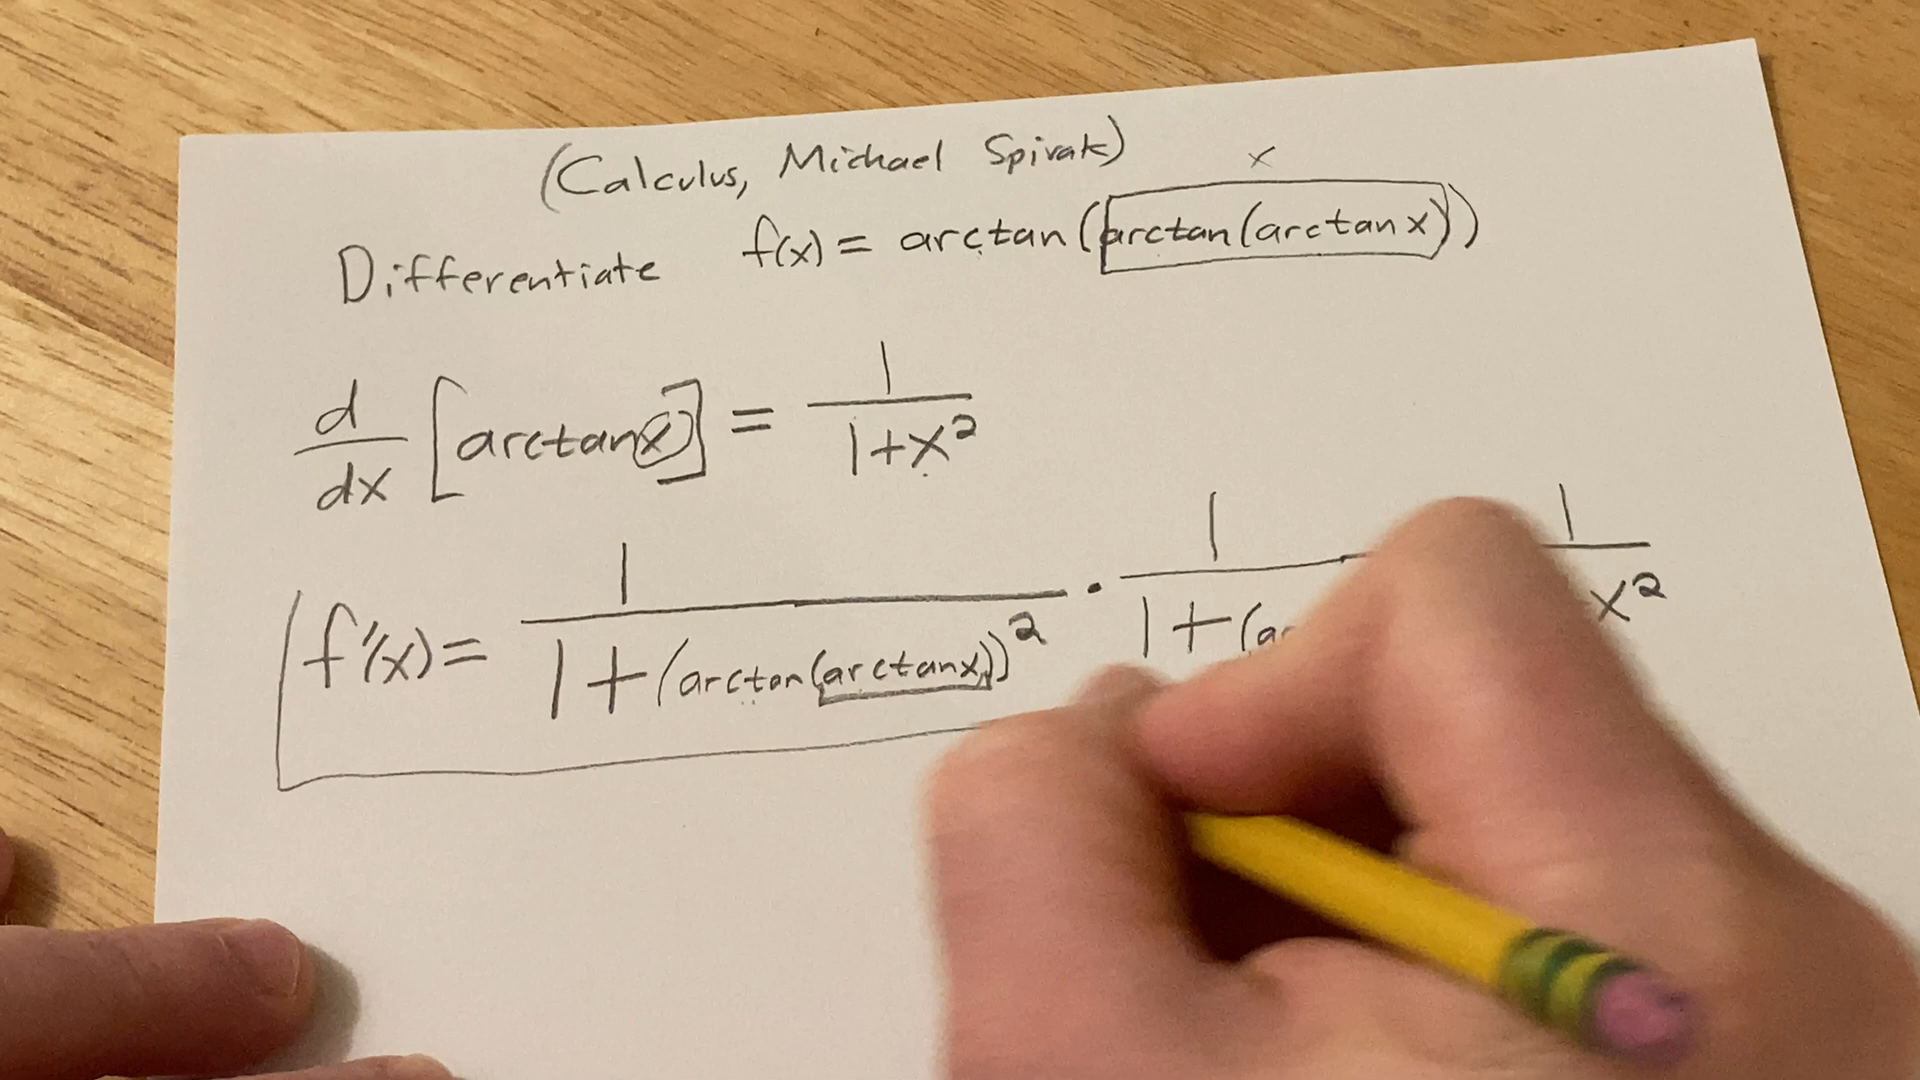 (Calculus, Michael Spivak)
x
Differentiate f(x) = arctan(arctan(arctan x))
d/dx [arctan x] = 1/(1+x²)
f'(x) = 1/(1+(arctan(arctan x))²) · 1/(1+(a 1/ x²